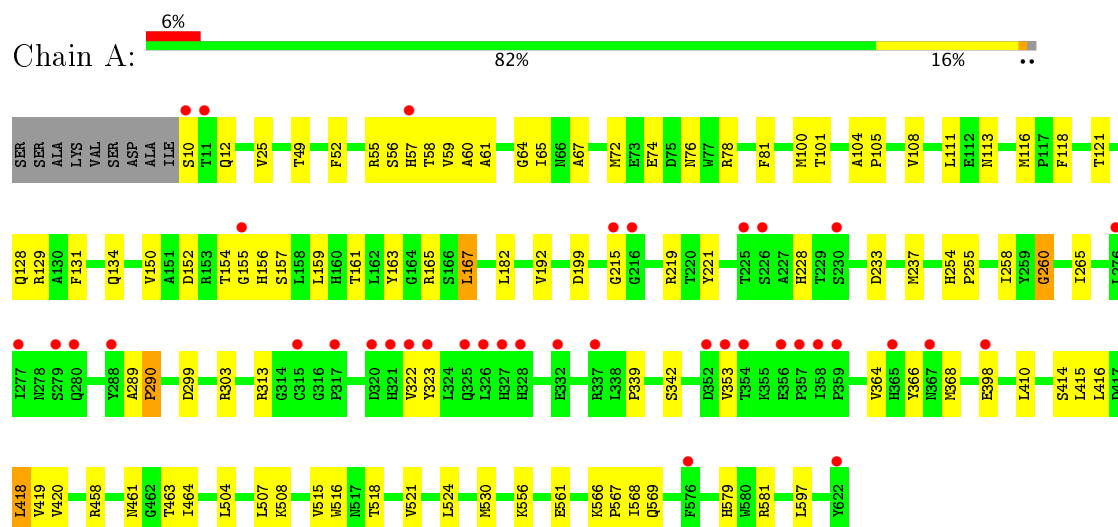 6%
Chain A:
82% 16% ..
SER SER ALA LYS VAL SER ASP ALA ILE S10 T11 Q12 V25 T49 F52 R55 S56 H57 T58 V59 A60 A61 G64 I65 N66 A67 W72 E73 E74 D75 N76 W77 R78 F81 M100 T101 A104 P105 V108 L111 E112 N113 M116 P117 F118 T121
Q128 R129 A130 F131 Q134 V150 A151 D152 R153 T154 G155 H156 S157 L158 L159 H160 T161 L162 Y163 G164 R165 S166 L167 L182 V192 D199 G215 G216 R219 T220 Y221 T225 S226 A227 H228 T229 S230 D233 M237 H254 P255 I258 Y259 G260 I265 L276
I277 N278 S279 Q280 Y288 A289 P290 D299 R303 R313 G314 C315 G316 P317 D320 H321 V322 Y323 L324 Q325 L326 H327 H328 E332 R337 L338 P339 S342 D352 V353 T354 K355 E356 P357 I358 P359 V364 H365 Y366 N367 M368 E398 L410 S414 L415 L416 D417
L418 V419 V420 R458 N461 G462 T463 I464 L504 L507 K508 V515 W516 N517 T518 V521 L524 M530 K556 E561 K566 P567 I568 Q569 F576 H579 W580 R581 L597 Y622